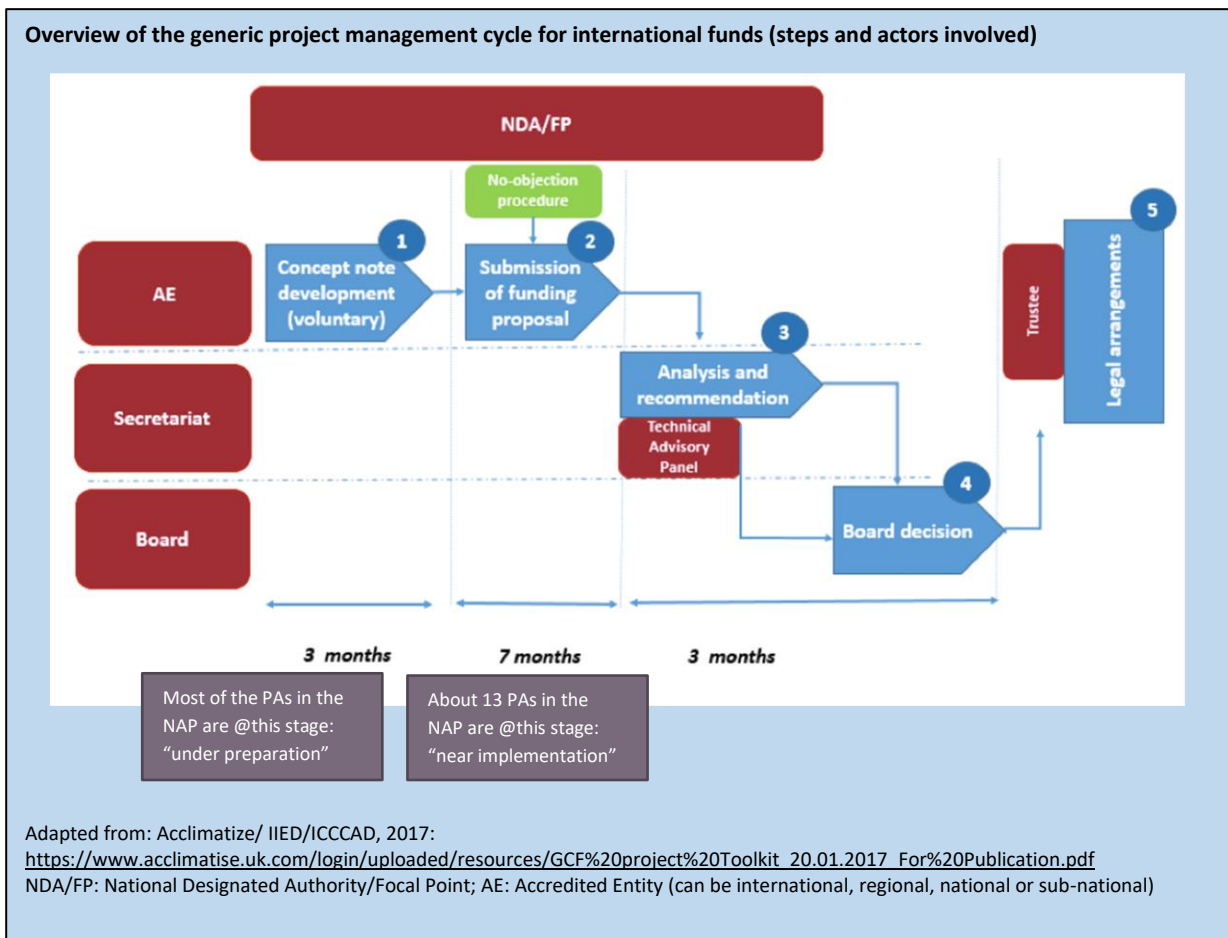 Overview of the generic project management cycle for international funds (steps and actors involved)
NDA/FP
No-objection
procedure
1
2
5
AE
Concept note
development
(voluntary)
Submission
of funding
proposal
Trustee
Legal arrangements
3
Secretariat
Analysis and
recommendation
Technical
Advisory
Panel
4
Board
Board decision
3 months
7 months
3 months
Most of the PAs in the
NAP are @this stage:
“under preparation”
About 13 PAs in the
NAP are @this stage:
“near implementation”
Adapted from: Acclimatize/ IIED/ICCCAD, 2017:
https://www.acclimatise.uk.com/login/uploaded/resources/GCF%20project%20Toolkit_20.01.2017_For%20Publication.pdf
NDA/FP: National Designated Authority/Focal Point; AE: Accredited Entity (can be international, regional, national or sub-national)